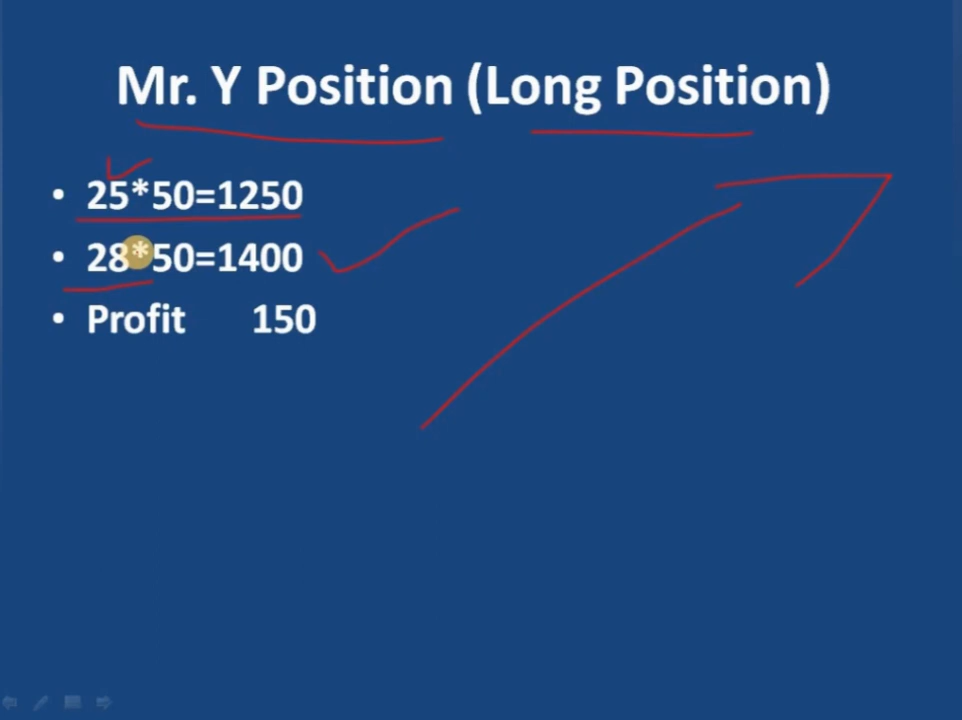 Mr. Y Position (Long Position)
• 25*50=1250
• 28*50=1400
• Profit 150